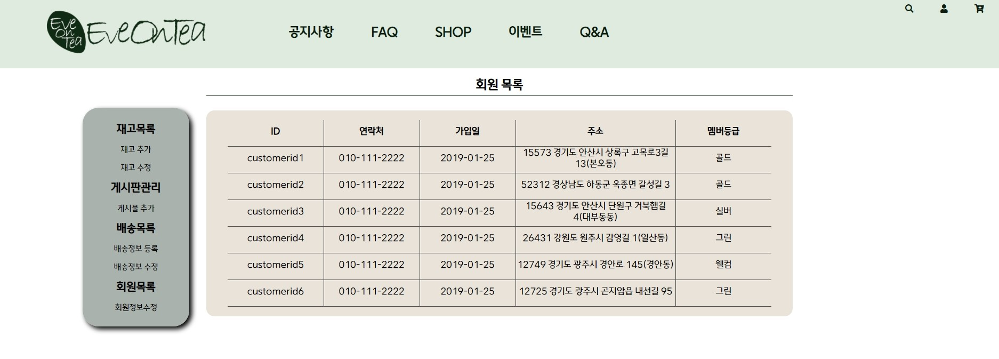 Eve
On
Tea
EveOnTea
공지사항 FAQ SHOP 이벤트 Q&A
회원 목록
재고목록
재고 추가
재고 수정
게시판관리
게시물 추가
배송목록
배송정보 등록
배송정보 수정
회원목록
회원정보수정
ID 연락처 가입일 주소 멤버등급
customerid1 010-111-2222 2019-01-25 15573 경기도 안산시 상록구 고목로3길 골드
13(본오동)
customerid2 010-111-2222 2019-01-25 52312 경상남도 하동군 옥종면 갈성길 3 골드
customerid3 010-111-2222 2019-01-25 15643 경기도 안산시 단원구 거북햄길 실버
4(대부동동)
customerid4 010-111-2222 2019-01-25 26431 강원도 원주시 감영길 1(일산동) 그린
customerid5 010-111-2222 2019-01-25 12749 경기도 광주시 경안로 145(경안동) 웰컴
customerid6 010-111-2222 2019-01-25 12725 경기도 광주시 곤지암읍 내선길 95 그린